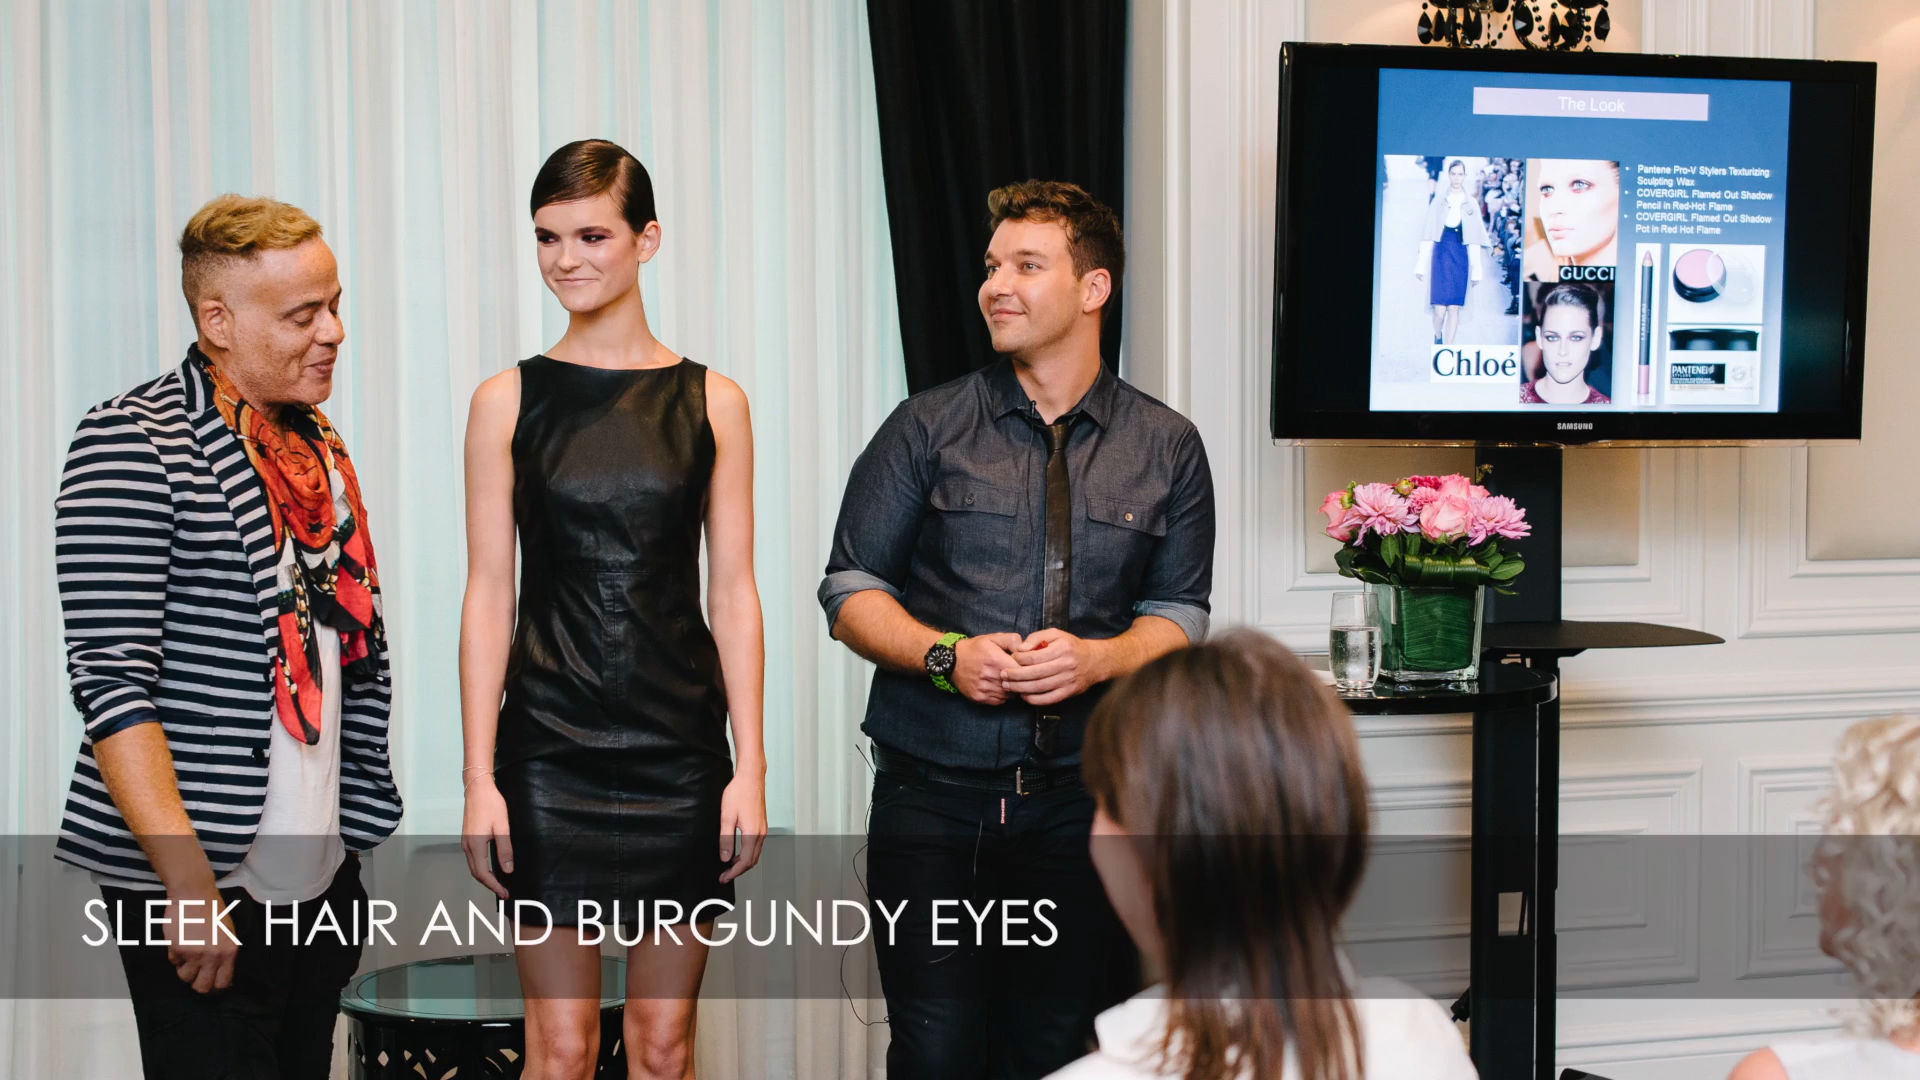 The Look
• Pantene Pro-V Stylers Texturizing
Sculpting Wax
• COVERGIRL Flamed Out Shadow
Pencil in Red-Hot Flame
• COVERGIRL Flamed Out Shadow
Pot in Red Hot Flame
GUCCI
Chloé
PANTENE
SAMSUNG
SLEEK HAIR AND BURGUNDY EYES